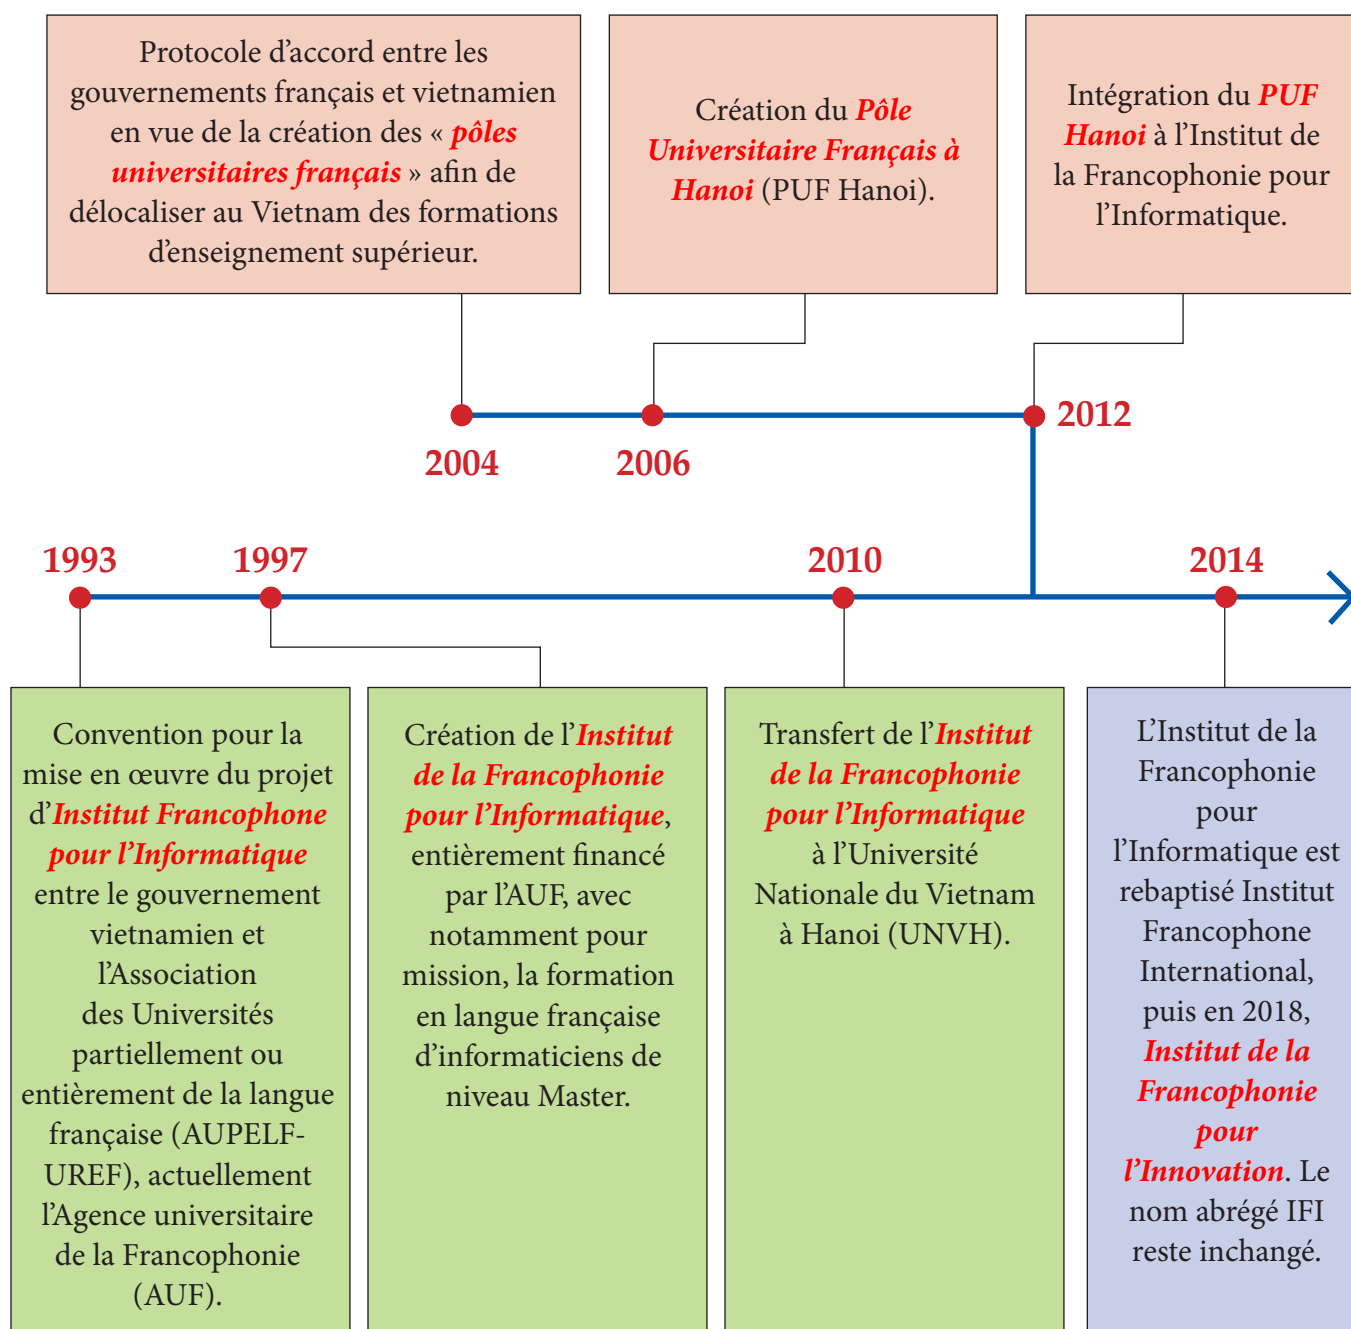 Protocole d’accord entre les
gouvernements français et vietnamien
en vue de la création des « pôles
universitaires français » afin de
délocaliser au Vietnam des formations
d’enseignement supérieur.
Création du Pôle
Universitaire Français à
Hanoi (PUF Hanoi).
Intégration du PUF
Hanoi à l’Institut de
la Francophonie pour
l’Informatique.
2004
2006
2012
1993
1997
2010
2014
Convention pour la
mise en œuvre du projet
d’Institut Francophone
pour l’Informatique
entre le gouvernement
vietnamien et
l’Association
des Universités
partiellement ou
entièrement de la langue
française (AUPELF-
UREF), actuellement
l’Agence universitaire
de la Francophonie
(AUF).
Création de l’Institut
de la Francophonie
pour l’Informatique,
entièrement financé
par l’AUF, avec
notamment pour
mission, la formation
en langue française
d’informaticiens de
niveau Master.
Transfert de l’Institut
de la Francophonie
pour l’Informatique
à l’Université
Nationale du Vietnam
à Hanoi (UNVH).
L’Institut de la
Francophonie
pour
l’Informatique est
rebaptisé Institut
Francophone
International,
puis en 2018,
Institut de la
Francophonie
pour
l’Innovation. Le
nom abrégé IFI
reste inchangé.